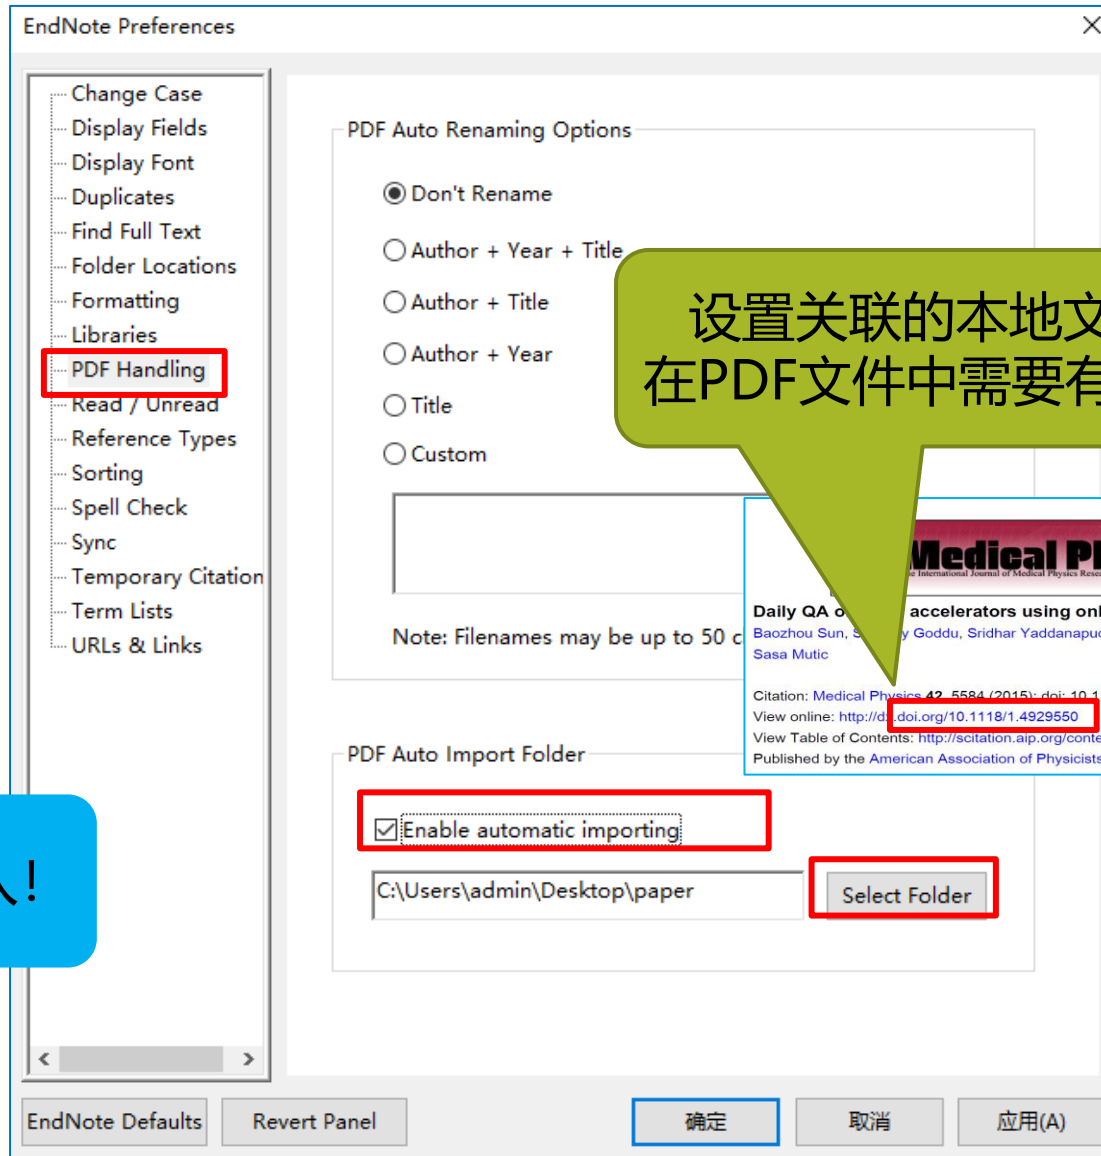 EndNote Preferences
Change Case
Display Fields
Display Font
Duplicates
Find Full Text
Folder Locations
Formatting
Libraries
PDF Handling
Read / Unread
Reference Types
Sorting
Spell Check
Sync
Temporary Citation
Term Lists
URLs & Links
PDF Auto Renaming Options
Don't Rename
Author + Year + Title
Author + Title
Author + Year
Title
Custom
Note: Filenames may be up to 50 c
设置关联的本地文
在PDF文件中需要有
Medical P
e International Journal of Medical Physics Rese
Daily QA o accelerators using onl
Baozhou Sun, S y Goddu, Sridhar Yaddanapud
Sasa Mutic
Citation: Medical Physics 42, 5584 (2015); doi: 10.1
View online: http://d .doi.org/10.1118/1.4929550
View Table of Contents: http://scitation.aip.org/conte
Published by the American Association of Physicists
PDF Auto Import Folder
Enable automatic importing
C:\Users\admin\Desktop\paper
Select Folder
!
EndNote Defaults
Revert Panel
确定
取消
应用(A)